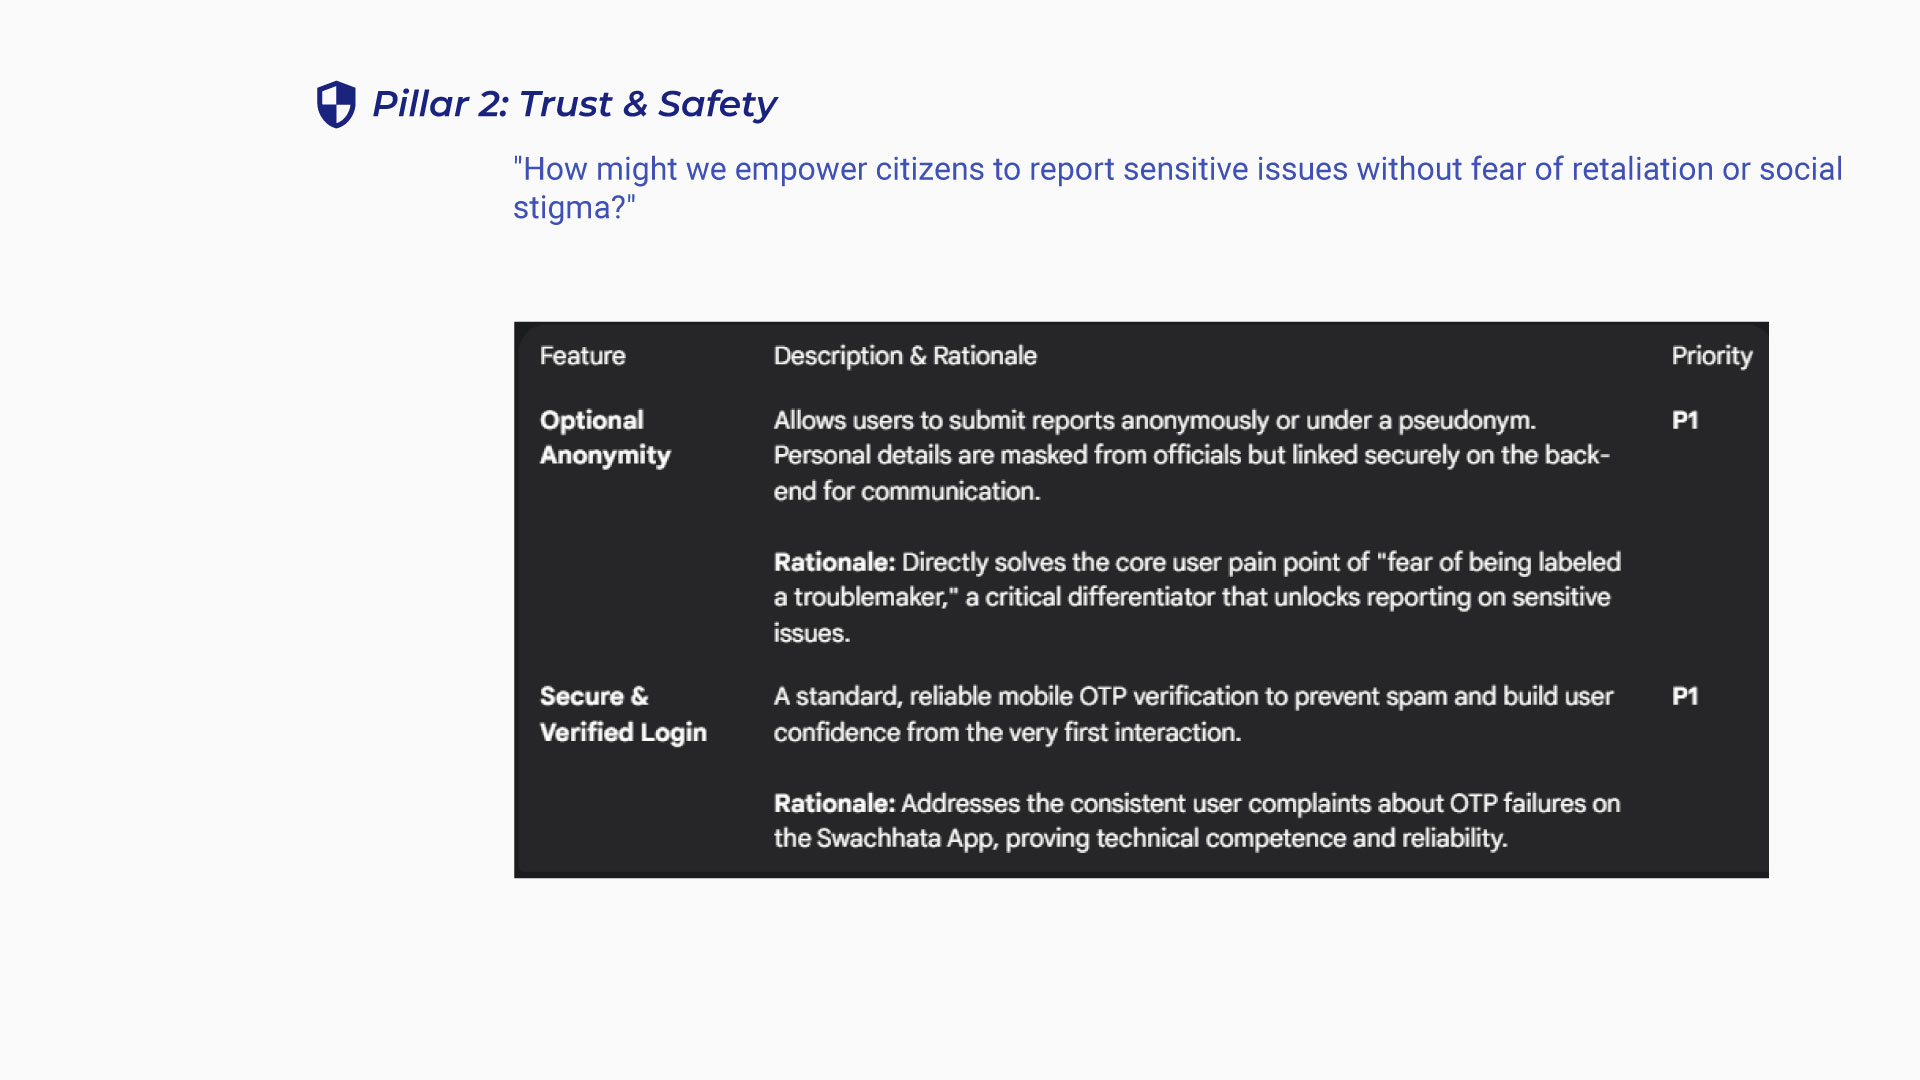 Pillar 2: Trust & Safety
"How might we empower citizens to report sensitive issues without fear of retaliation or social
stigma?"
Feature Description & Rationale Priority
Optional Allows users to submit reports anonymously or under a pseudonym. P1
Anonymity Personal details are masked from officials but linked securely on the back-
end for communication.
Rationale: Directly solves the core user pain point of "fear of being labeled
a troublemaker," a critical differentiator that unlocks reporting on sensitive
issues.
Secure & A standard, reliable mobile OTP verification to prevent spam and build user P1
Verified Login confidence from the very first interaction.
Rationale: Addresses the consistent user complaints about OTP failures on
the Swachhata App, proving technical competence and reliability.